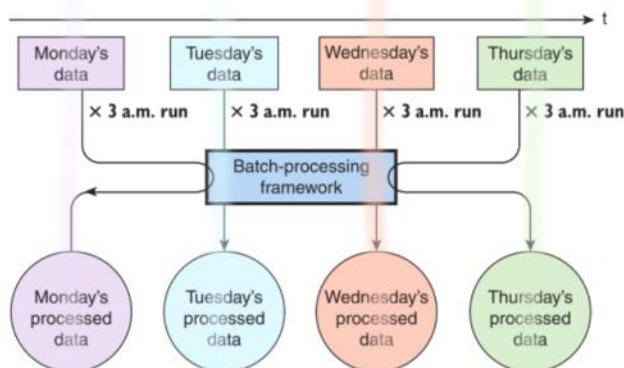 t
Monday's
data
Tuesday's
data
Wednesday's
data
Thursday's
data
× 3 a.m. run
× 3 a.m. run
× 3 a.m. run
× 3 a.m. run
Batch-processing
framework
Monday's
processed
data
Tuesday's
processed
data
Wednesday's
processed
data
Thursday's
processed
data